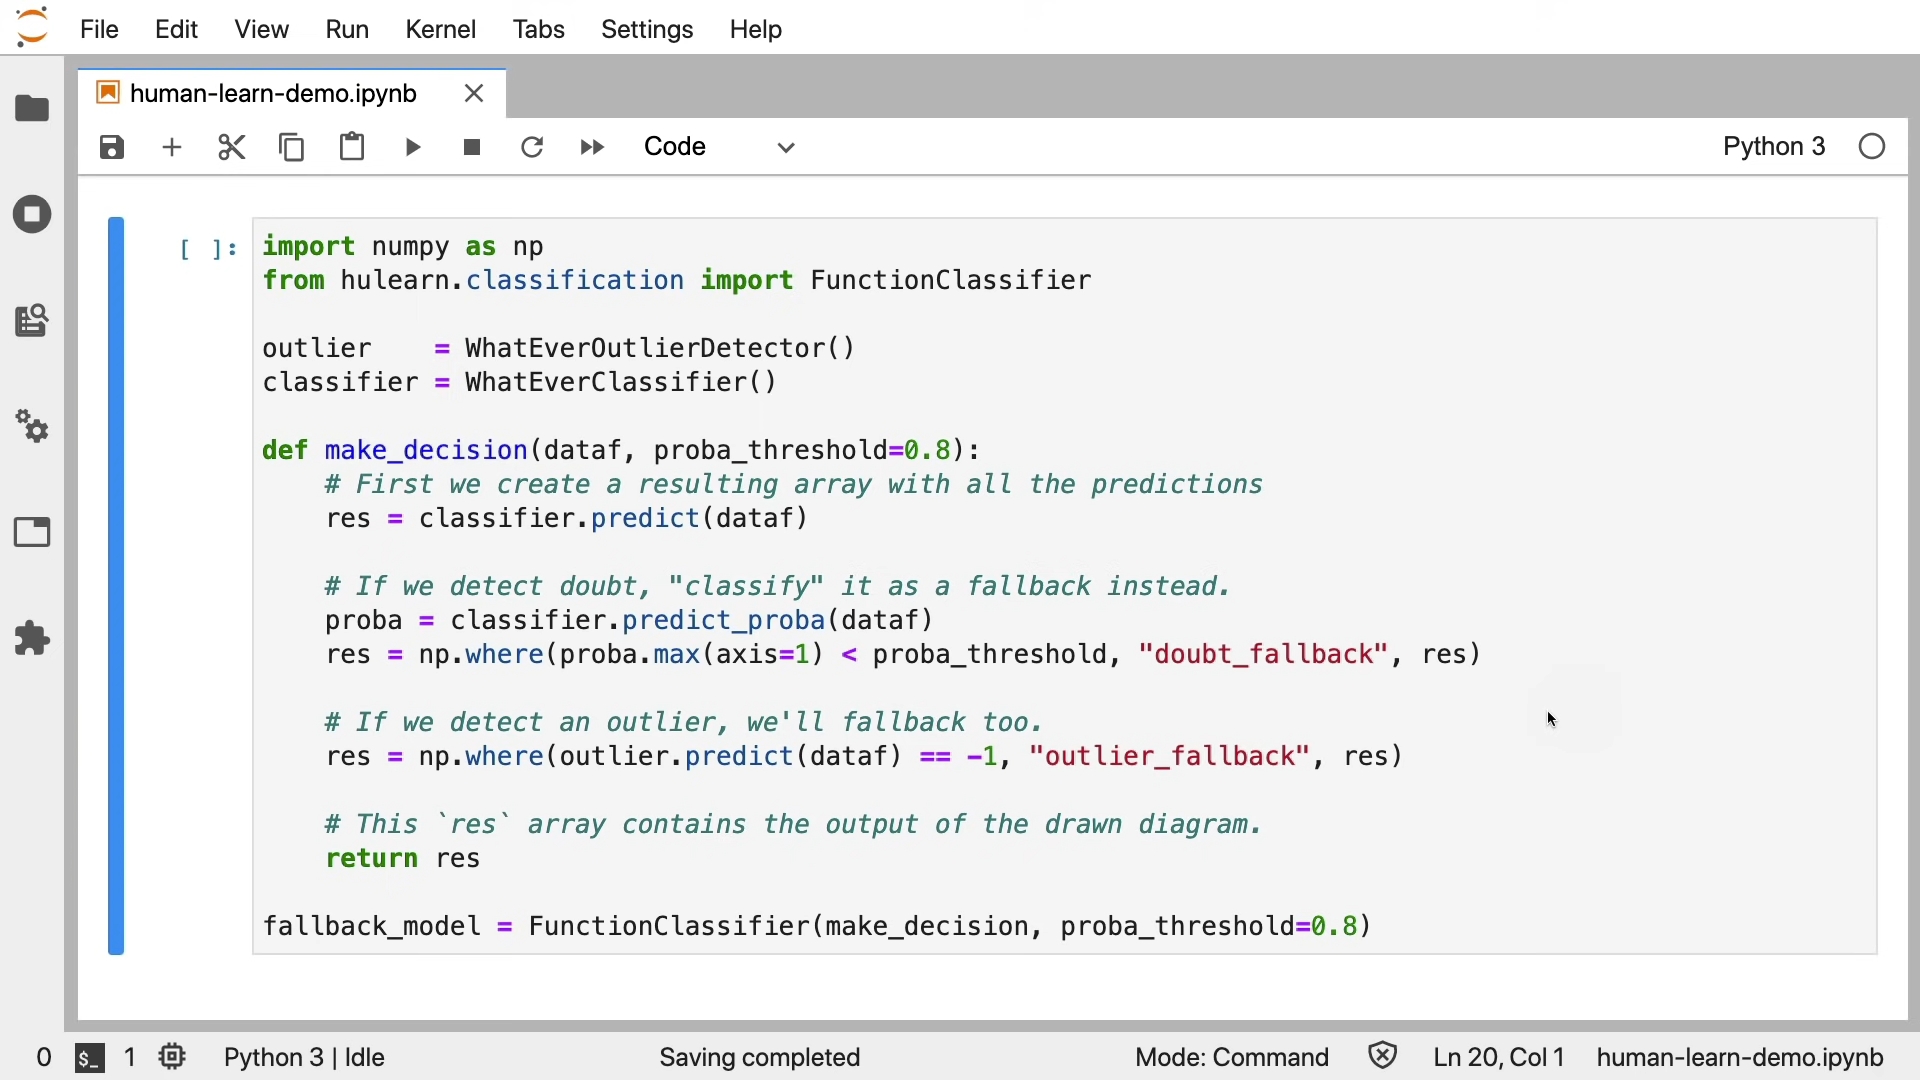 File Edit View Run Kernel Tabs Settings Help
human-learn-demo.ipynb
Code Python 3
[ ]: import numpy as np
from hulearn.classification import FunctionClassifier
outlier    = WhatEverOutlierDetector()
classifier = WhatEverClassifier()
def make_decision(dataf, proba_threshold=0.8):
    # First we create a resulting array with all the predictions
    res = classifier.predict(dataf)
    # If we detect doubt, "classify" it as a fallback instead.
    proba = classifier.predict_proba(dataf)
    res = np.where(proba.max(axis=1) < proba_threshold, "doubt_fallback", res)
    # If we detect an outlier, we'll fallback too.
    res = np.where(outlier.predict(dataf) == -1, "outlier_fallback", res)
    # This `res` array contains the output of the drawn diagram.
    return res
fallback_model = FunctionClassifier(make_decision, proba_threshold=0.8)
0 $_ 1 Python 3 | Idle Saving completed Mode: Command Ln 20, Col 1 human-learn-demo.ipynb